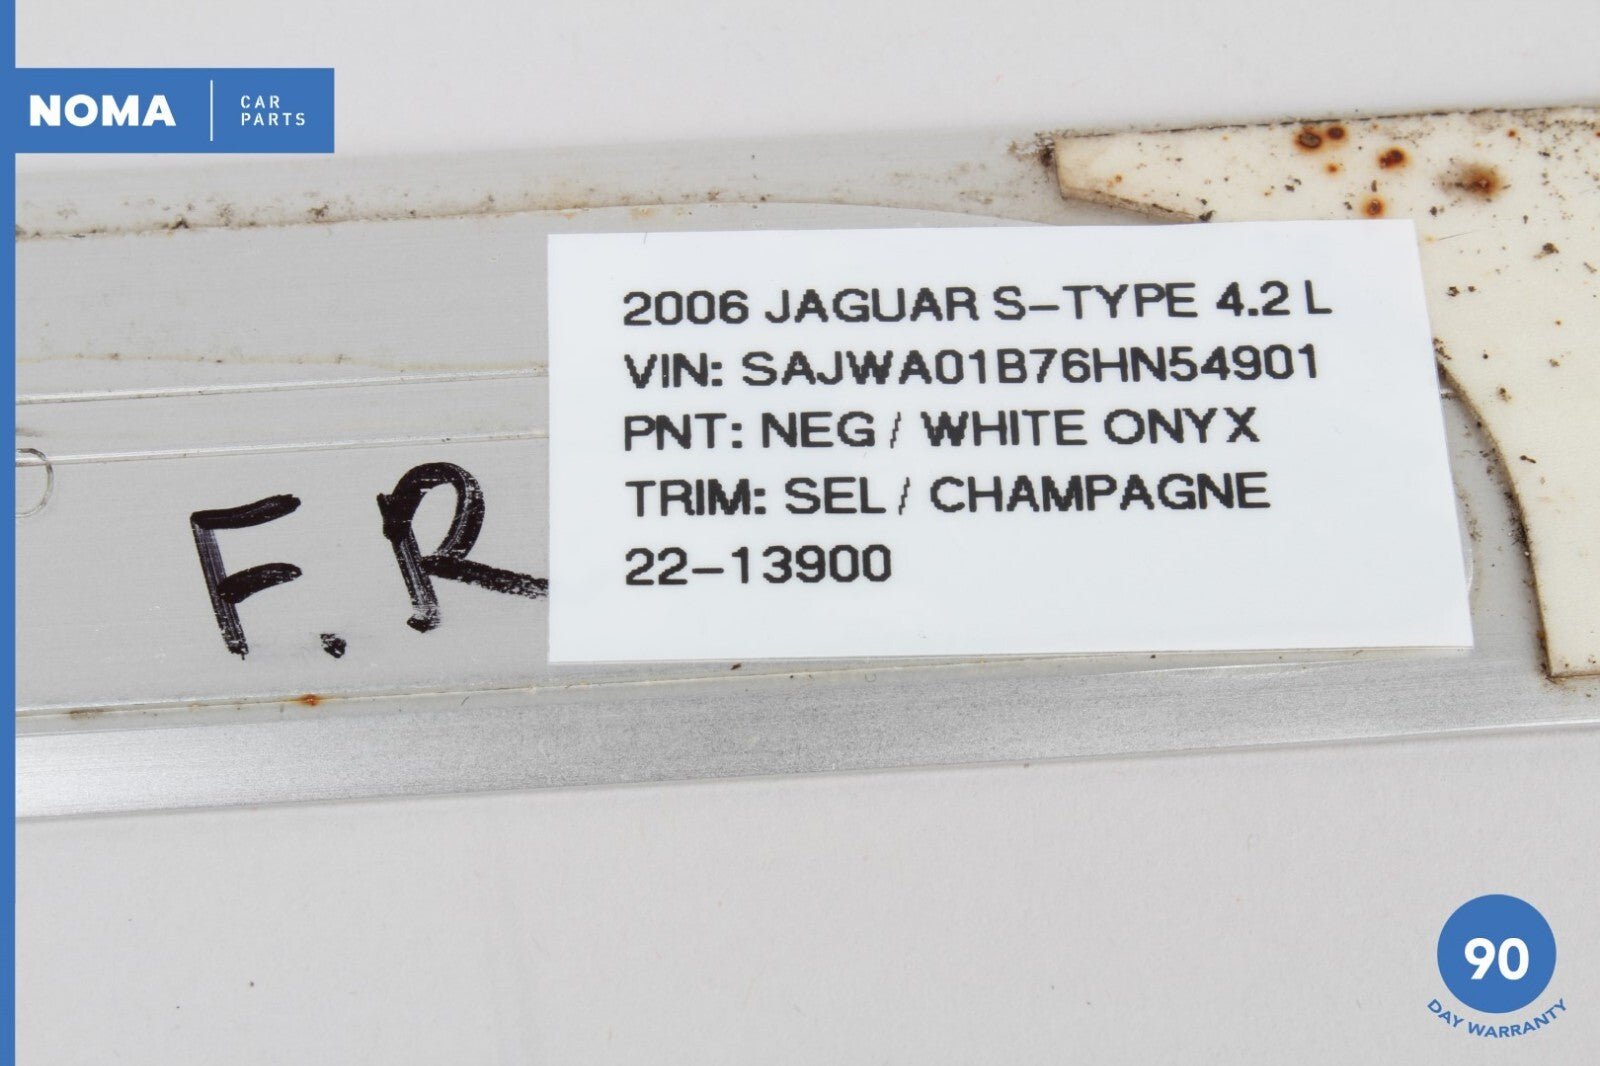 NOMA
CAR
PARTS
2006 JAGUAR S-TYPE 4.2 L
VIN: SAJWA01B76HN54901
PNT: NEG / WHITE ONYX
TRIM: SEL / CHAMPAGNE
22-13900
F.R
90
DAY WARRANTY